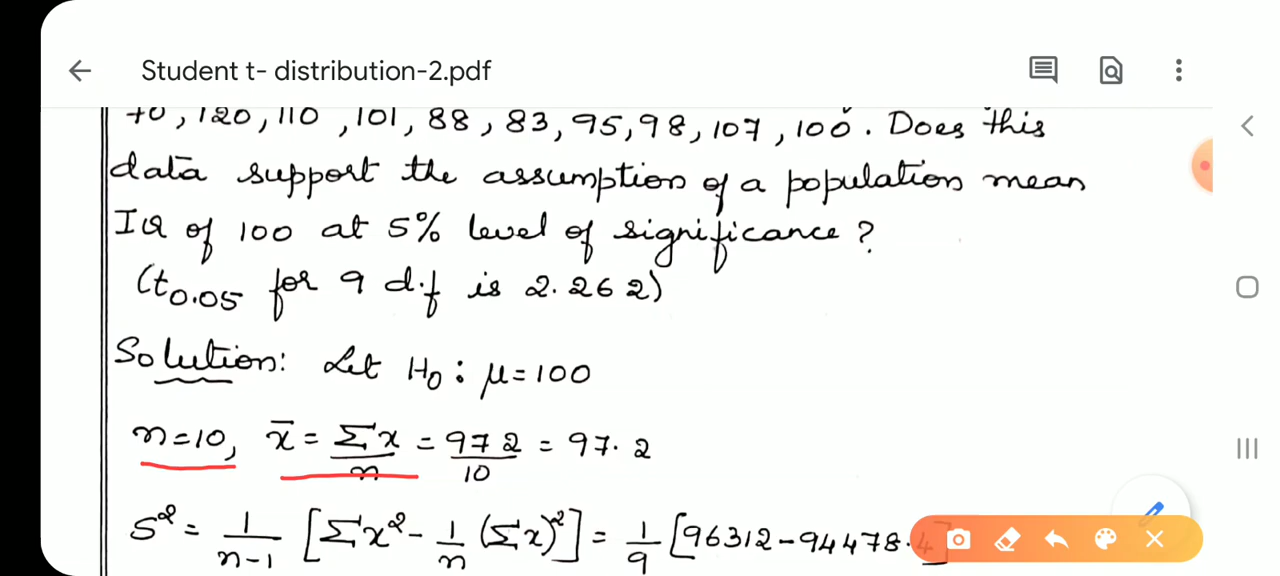 Student t- distribution-2.pdf
70, 120, 110, 101, 88, 83, 95, 98, 107, 100. Does this
data support the assumption of a population mean
IQ of 100 at 5% level of significance?
(t0.05 for 9 d.f is 2.262)
Solution: Let H₀ : μ=100
n=10, x̄ = Σx/n = 972/10 = 97.2
S² = 1/(n-1) [Σx² - 1/n (Σx)²] = 1/9 [96312-94478.4]